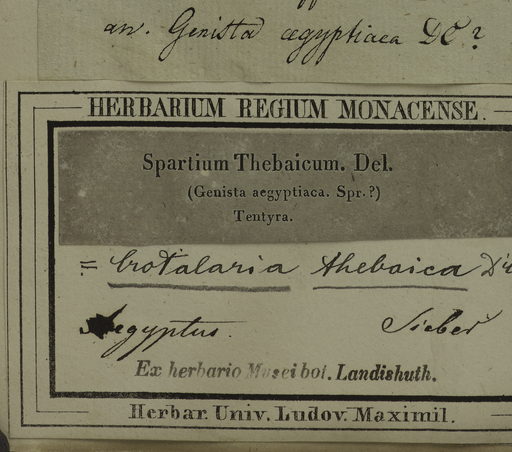 an. Genista ægyptiaca DC?
HERBARIUM REGIUM MONACENSE.
Spartium Thebaicum. Del.
(Genista aegyptiaca. Spr.?)
Tentyra.
= Crotalaria thebaica
Aegyptus. Sieber
Ex herbario Musei bot. Landishuth.
Herbar. Univ. Ludov. Maximil.